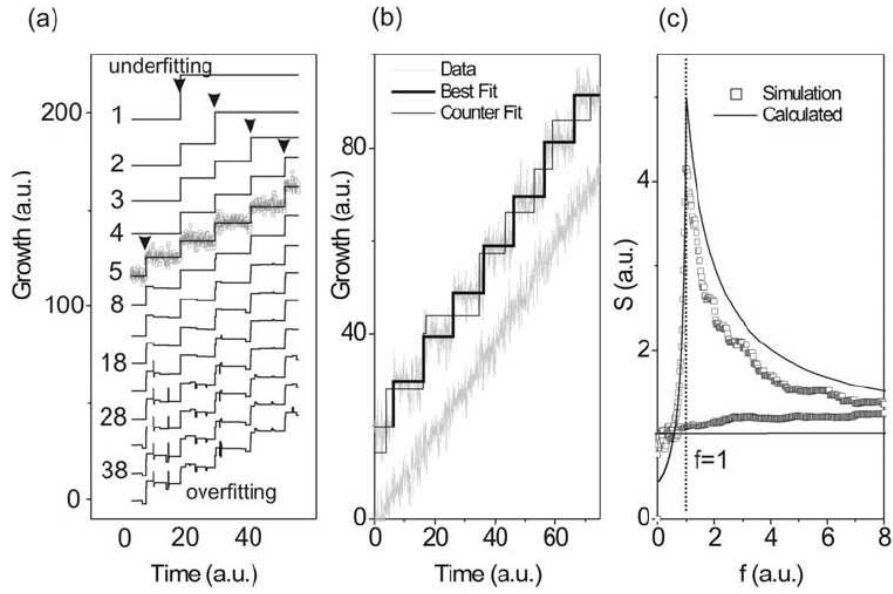 (a)
(b)
(c)
underfitting
200
1
2
3
4
5
100
8
18
28
38
0
overfitting
Growth (a.u.)
0 20 40 60
Time (a.u.)
Data
Best Fit
Counter Fit
80
40
0
Growth (a.u.)
0 20 40 60
Time (a.u.)
Simulation
Calculated
4
2
0
S (a.u.)
f=1
0 2 4 6 8
f (a.u.)